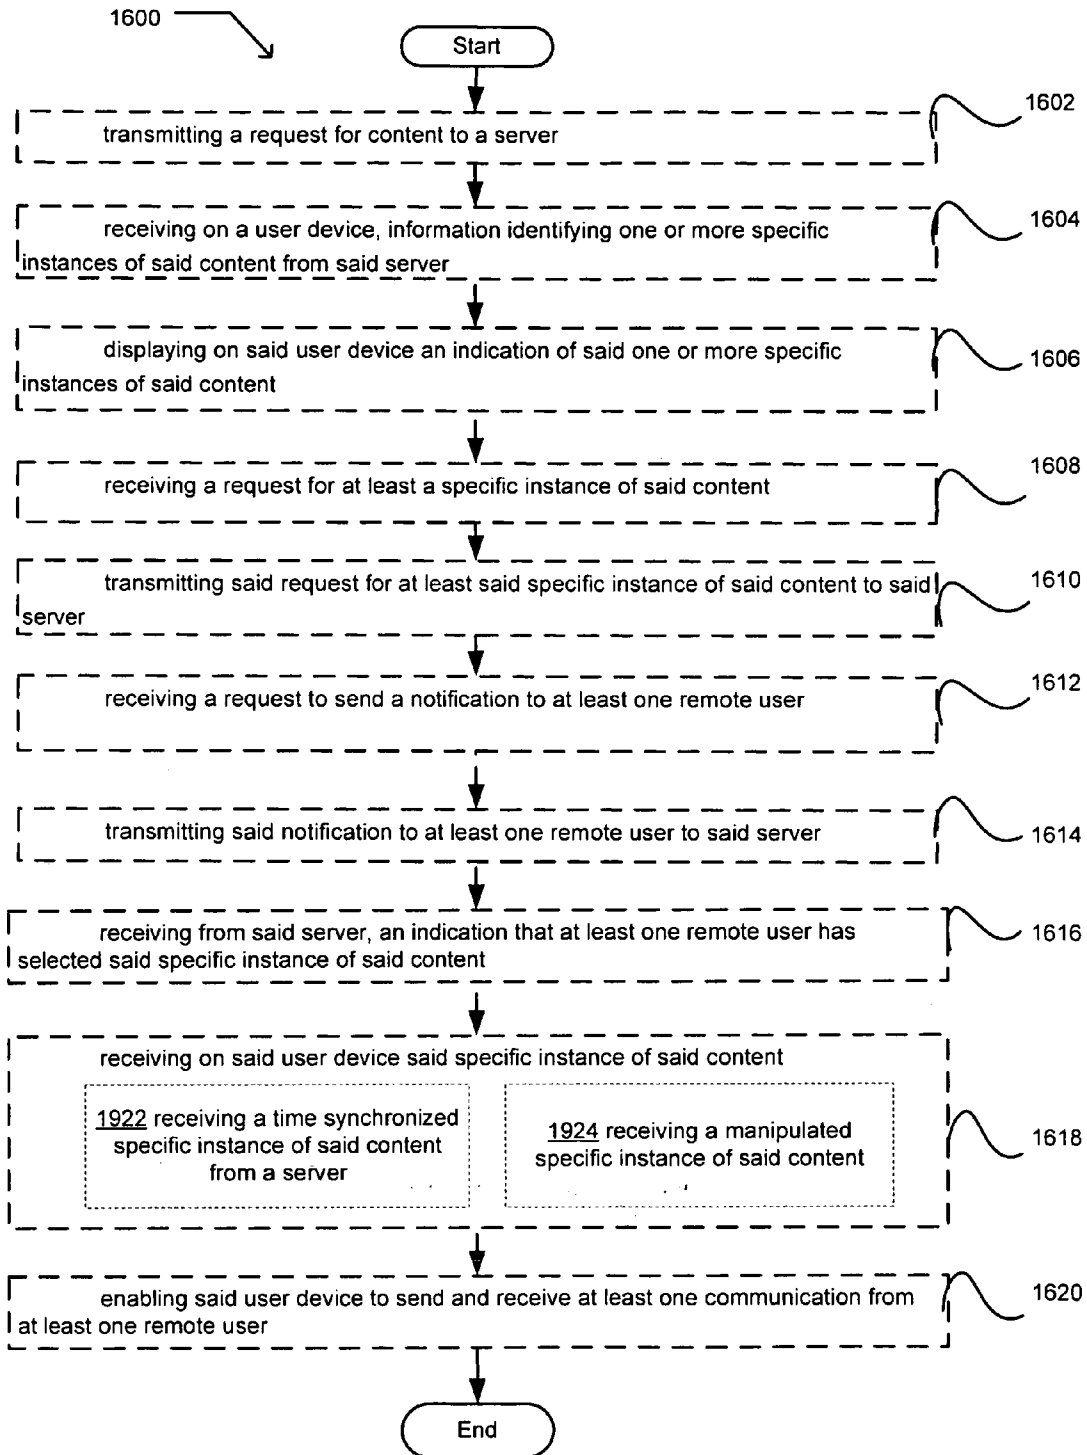 1600
Start
transmitting a request for content to a server
1602
receiving on a user device, information identifying one or more specific
instances of said content from said server
1604
displaying on said user device an indication of said one or more specific
instances of said content
1606
receiving a request for at least a specific instance of said content
1608
transmitting said request for at least said specific instance of said content to said
server
1610
receiving a request to send a notification to at least one remote user
1612
transmitting said notification to at least one remote user to said server
1614
receiving from said server, an indication that at least one remote user has
selected said specific instance of said content
1616
receiving on said user device said specific instance of said content
1922 receiving a time synchronized
specific instance of said content
from a server
1924 receiving a manipulated
specific instance of said content
1618
enabling said user device to send and receive at least one communication from
at least one remote user
1620
End